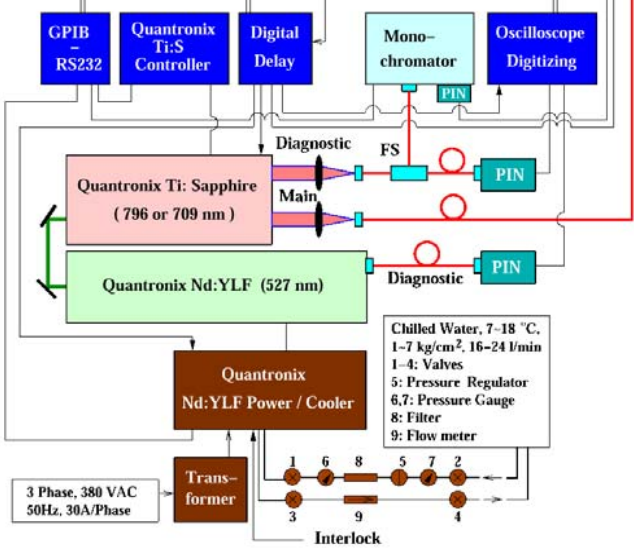 GPIB
–
RS232
Quantronix
Ti:S
Controller
Digital
Delay
Mono–
chromator
PIN
Oscilloscope
Digitizing
Diagnostic
FS
Quantronix Ti: Sapphire
( 796 or 709 nm )
Main
PIN
Quantronix Nd:YLF (527 nm)
Diagnostic
PIN
Quantronix
Nd:YLF Power / Cooler
Chilled Water, 7~18 °C,
1~7 kg/cm², 16~24 l/min
1–4: Valves
5: Pressure Regulator
6,7: Pressure Gauge
8: Filter
9: Flow meter
3 Phase, 380 VAC
50Hz, 30A/Phase
Trans–
former
1 6 8 5 7 2
3 9 4
Interlock